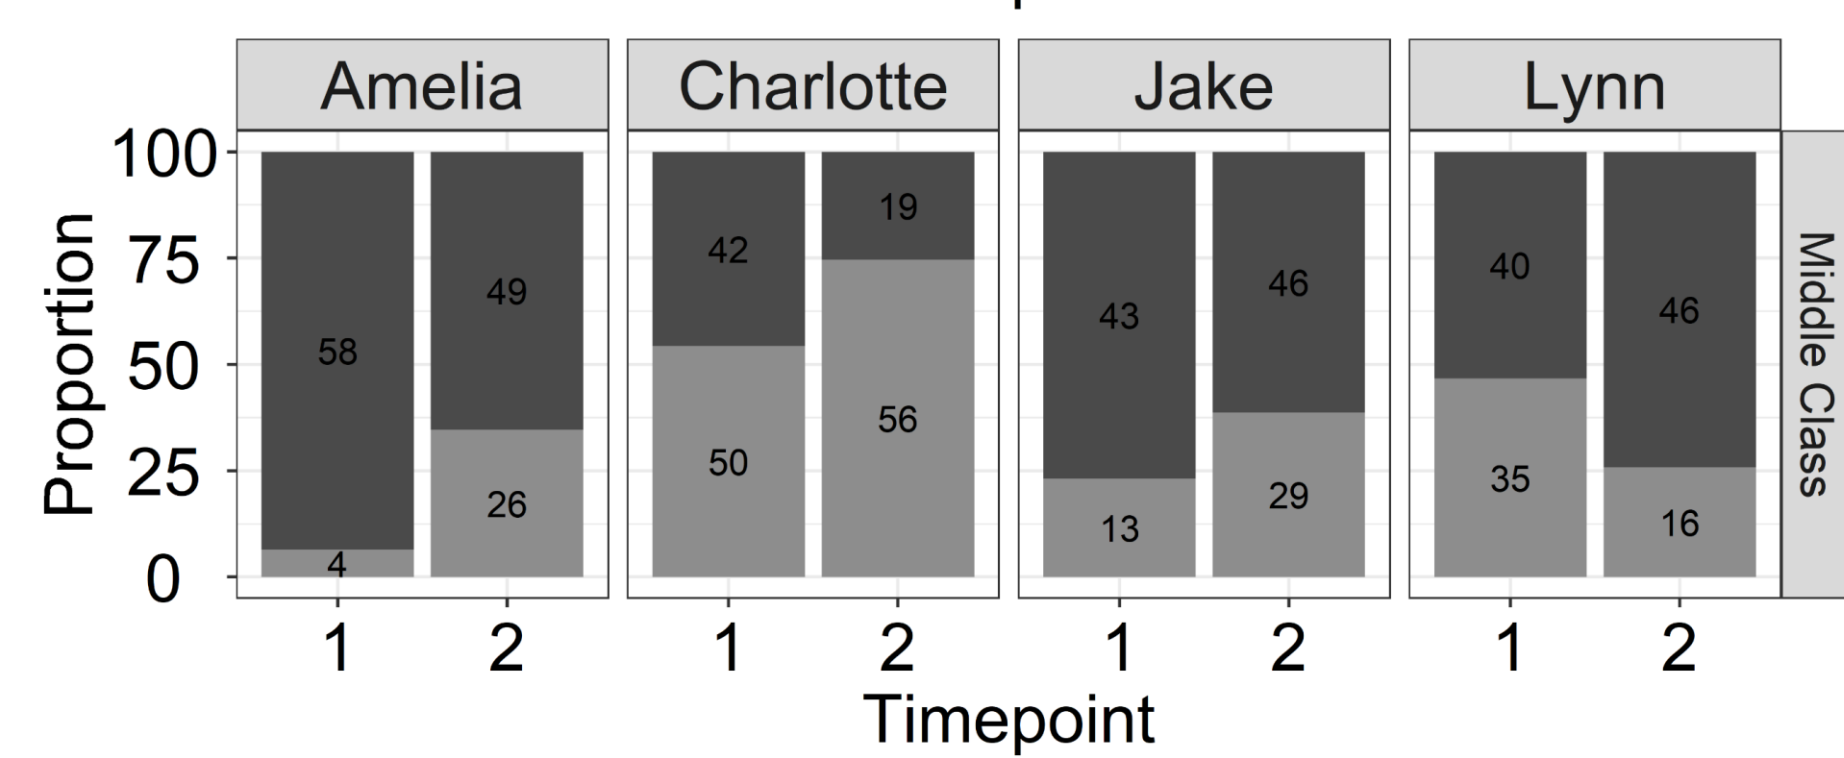 Amelia Charlotte Jake Lynn
100
75
50
25
0
Proportion
58 49 42 19 43 46 40 46
4 26 50 56 13 29 35 16
Middle Class
1 2 1 2 1 2 1 2
Timepoint